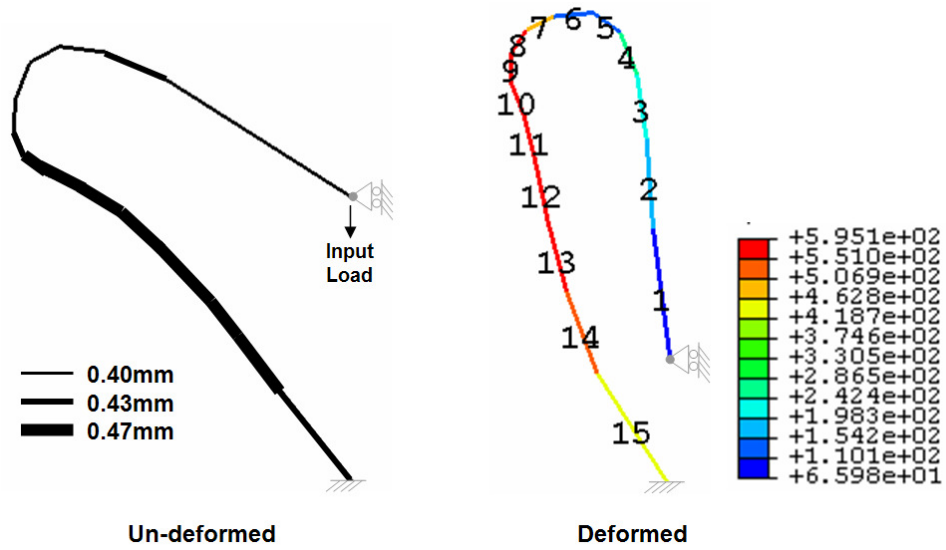 Input
Load
0.40mm
0.43mm
0.47mm
Un-deformed
7 6 5
8
4
9
10
3
11
12
2
13
1
14
15
Deformed
+5.951e+02
+5.510e+02
+5.069e+02
+4.628e+02
+4.187e+02
+3.746e+02
+3.305e+02
+2.865e+02
+2.424e+02
+1.983e+02
+1.542e+02
+1.101e+02
+6.598e+01